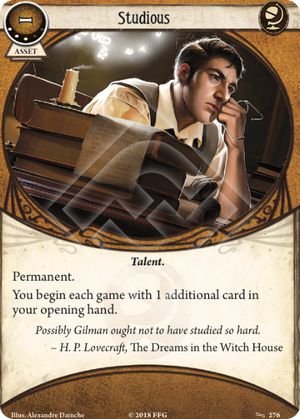 Studious
ASSET
Talent.
Permanent.
You begin each game with 1 additional card in
your opening hand.
Possibly Gilman ought not to have studied so hard.
– H. P. Lovecraft, The Dreams in the Witch House
Illus. Alexandre Dainche
© 2018 FFG
276